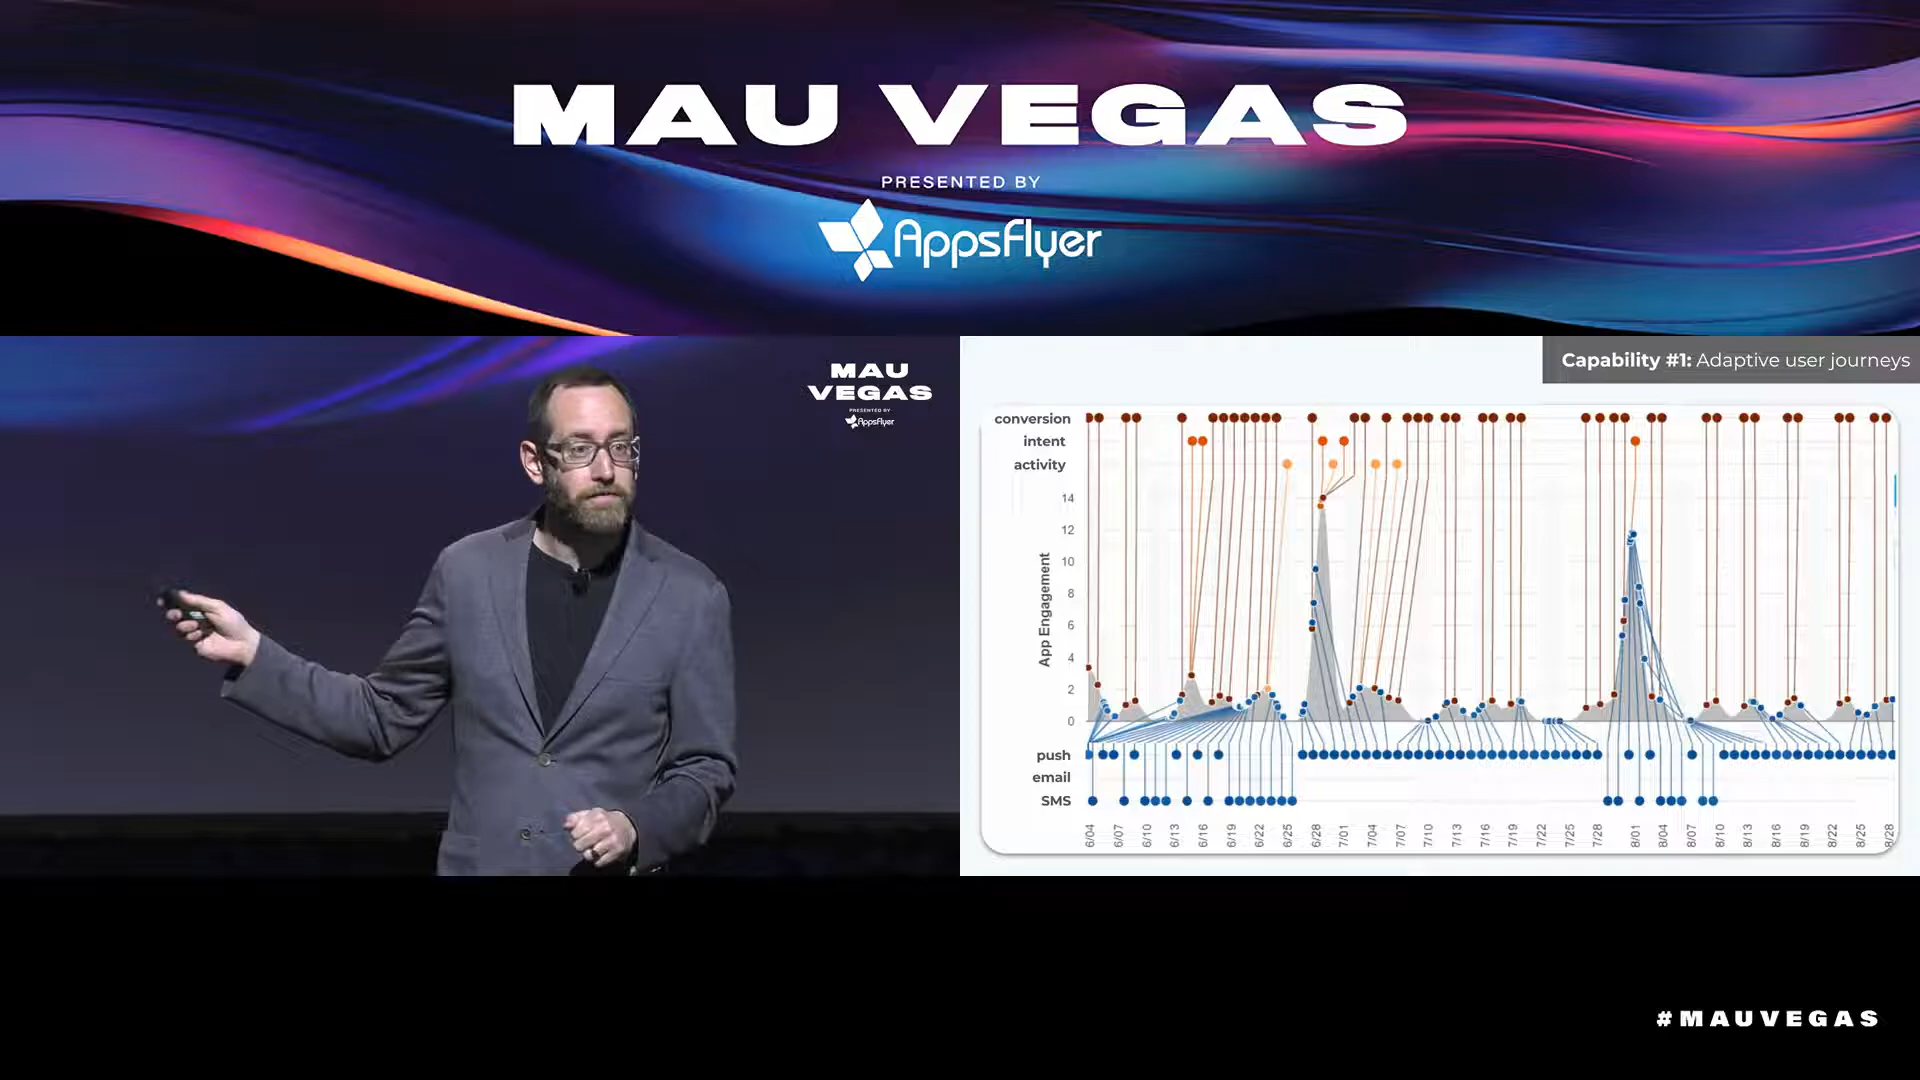 MAU VEGAS
PRESENTED BY
AppsFlyer
MAU
VEGAS
PRESENTED BY
AppsFlyer
Capability #1: Adaptive user journeys
conversion
intent
activity
14
12
10
8
6
4
2
0
App Engagement
push
email
SMS
6/04 6/07 6/10 6/13 6/16 6/19 6/22 6/25 6/28 7/01 7/04 7/07 7/10 7/13 7/16 7/19 7/22 7/25 7/28 8/01 8/04 8/07 8/10 8/13 8/16 8/19 8/22 8/25 8/28
#MAUVEGAS